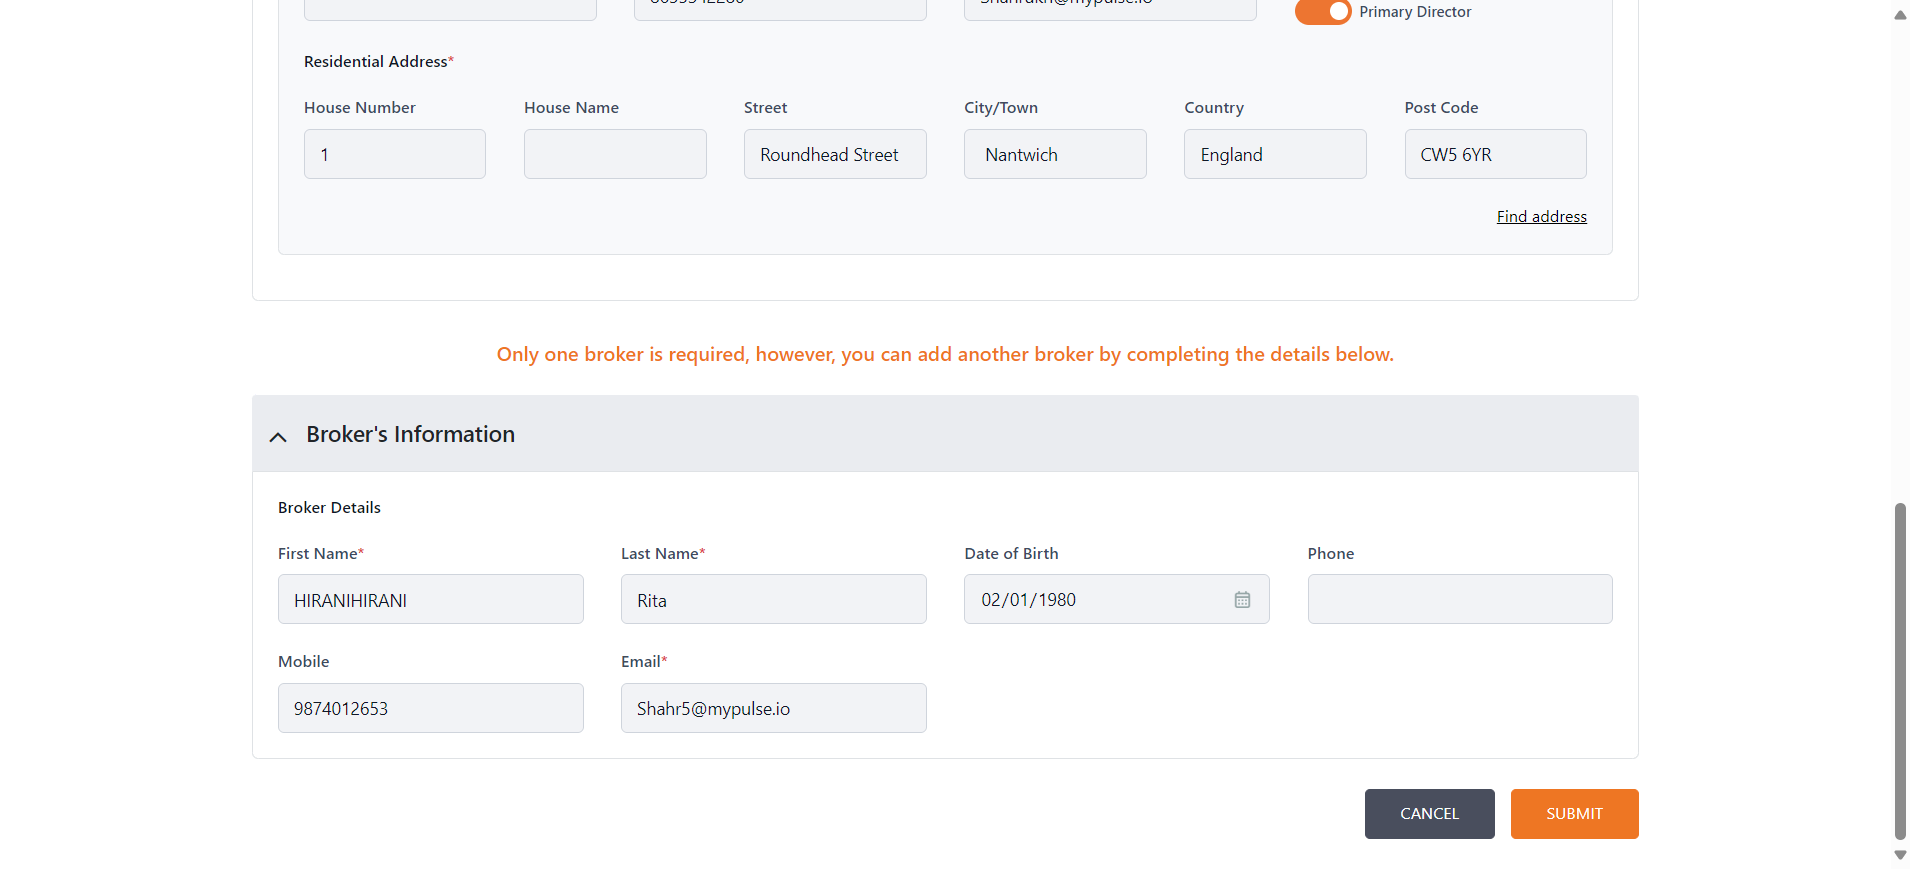 Primary Director
Residential Address*
House Number House Name Street City/Town Country Post Code
1 Roundhead Street Nantwich England CW5 6YR
Find address
Only one broker is required, however, you can add another broker by completing the details below.
Broker's Information
Broker Details
First Name* Last Name* Date of Birth Phone
HIRANIHIRANI Rita 02/01/1980
Mobile Email*
9874012653 Shahr5@mypulse.io
CANCEL SUBMIT